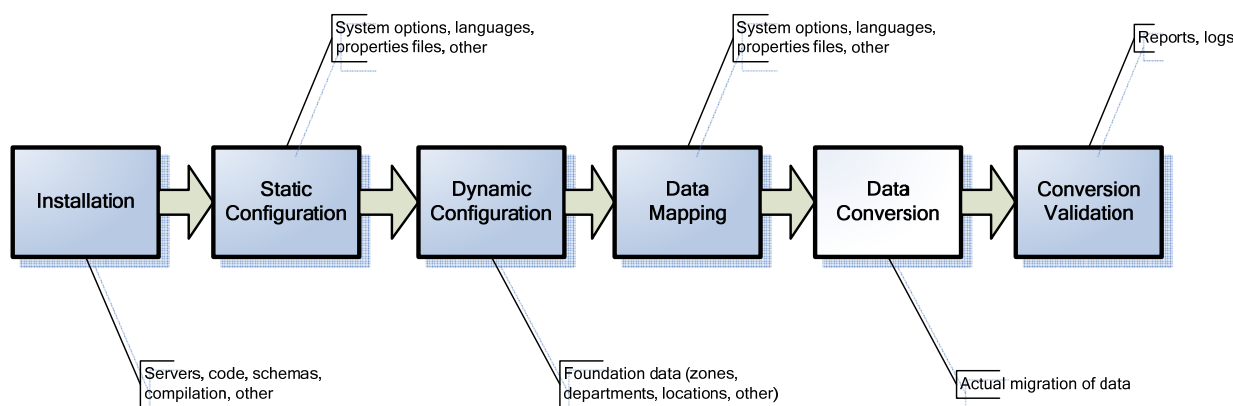 System options, languages,
properties files, other
System options, languages,
properties files, other
Reports, logs
Installation
Static
Configuration
Dynamic
Configuration
Data
Mapping
Data
Conversion
Conversion
Validation
Servers, code, schemas,
compilation, other
Foundation data (zones,
departments, locations, other)
Actual migration of data